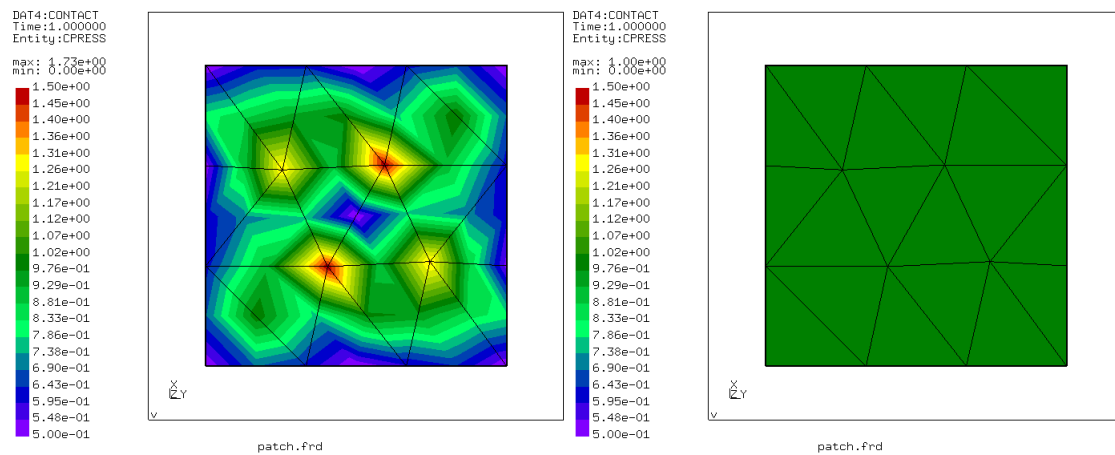 DAT4:CONTACT
Time:1.000000
Entity:CPRESS
max: 1.73e+00
min: 0.00e+00
1.50e+00
1.45e+00
1.40e+00
1.36e+00
1.31e+00
1.26e+00
1.21e+00
1.17e+00
1.12e+00
1.07e+00
1.02e+00
9.76e-01
9.29e-01
8.81e-01
8.33e-01
7.86e-01
7.38e-01
6.90e-01
6.43e-01
5.95e-01
5.48e-01
5.00e-01
X
Z Y
v
patch.frd
DAT4:CONTACT
Time:1.000000
Entity:CPRESS
max: 1.00e+00
min: 0.00e+00
1.50e+00
1.45e+00
1.40e+00
1.36e+00
1.31e+00
1.26e+00
1.21e+00
1.17e+00
1.12e+00
1.07e+00
1.02e+00
9.76e-01
9.29e-01
8.81e-01
8.33e-01
7.86e-01
7.38e-01
6.90e-01
6.43e-01
5.95e-01
5.48e-01
5.00e-01
X
Z Y
v
patch.frd